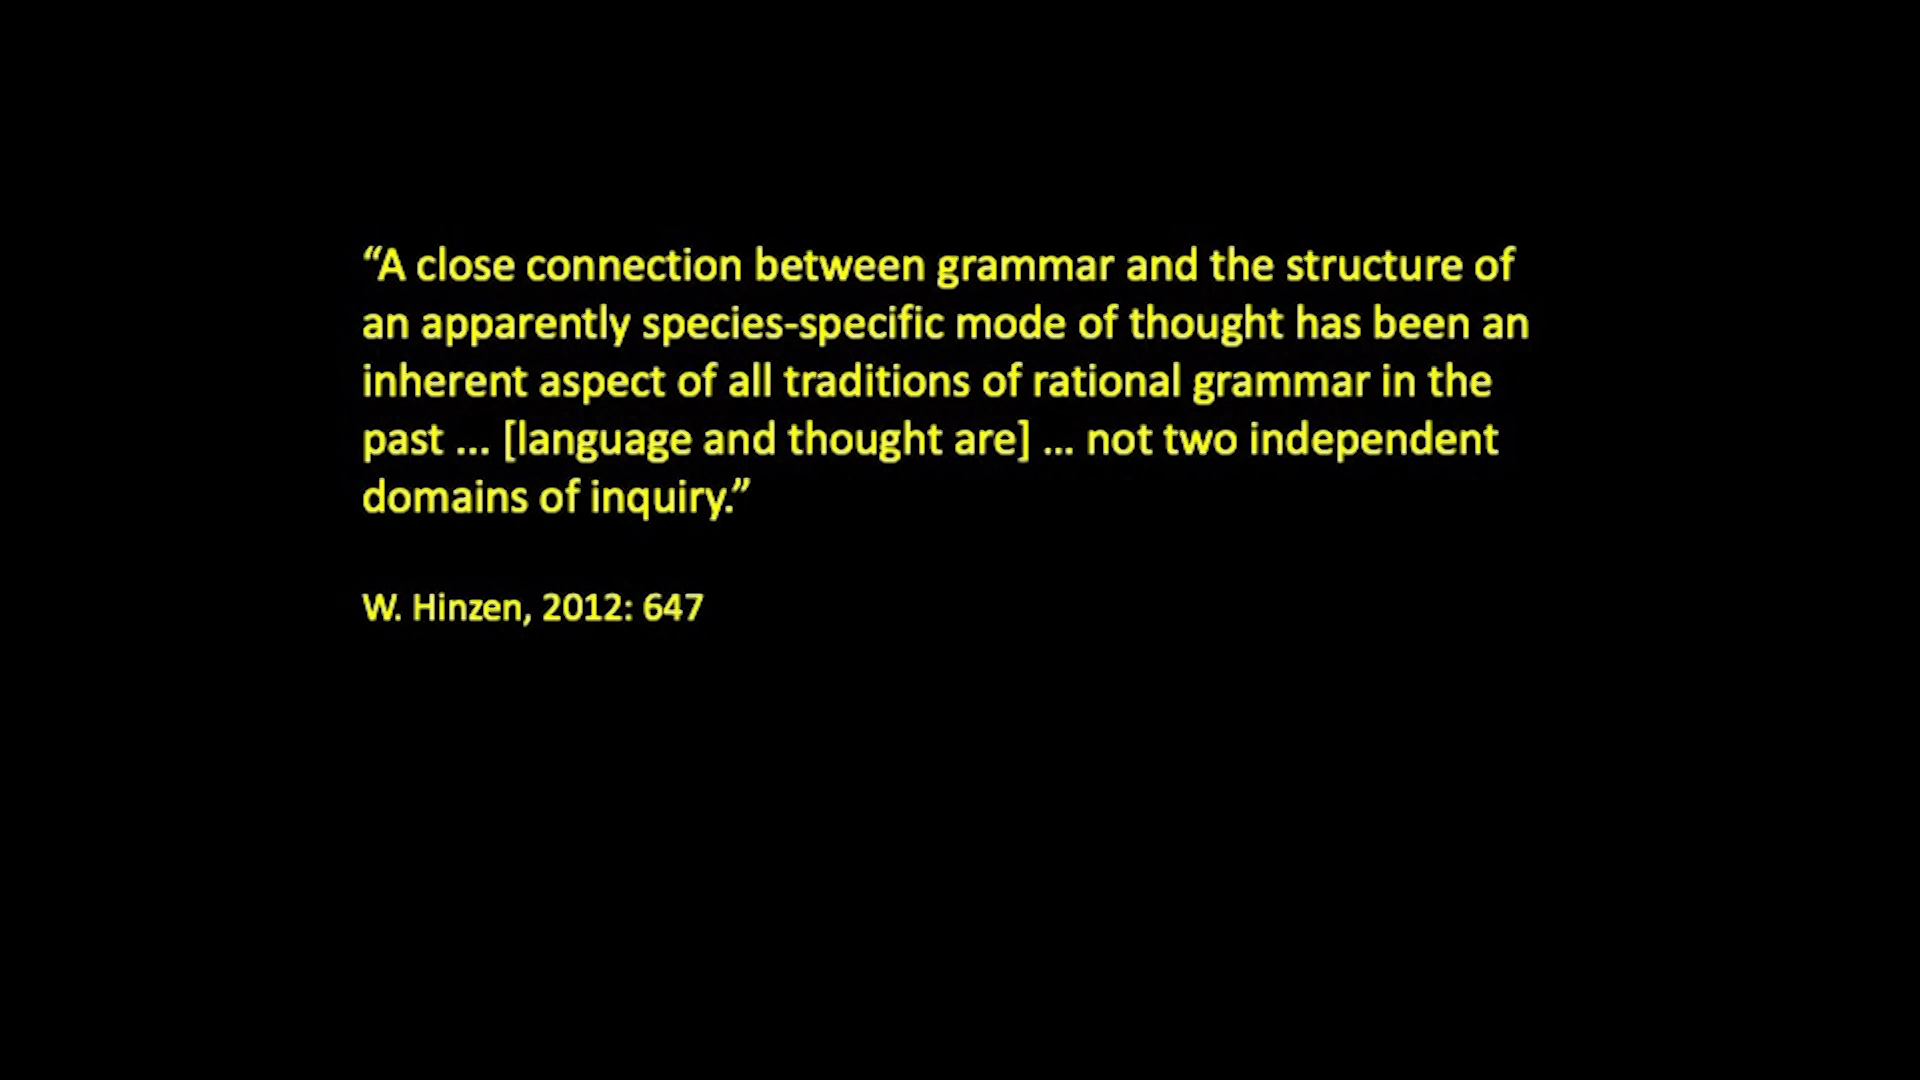 “A close connection between grammar and the structure of
an apparently species-specific mode of thought has been an
inherent aspect of all traditions of rational grammar in the
past ... [language and thought are] ... not two independent
domains of inquiry.”
W. Hinzen, 2012: 647